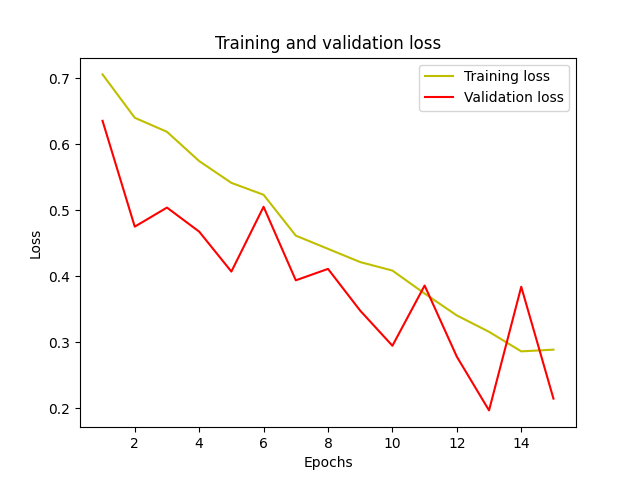 Training and validation loss
Training loss
Validation loss
0.7
0.6
0.5
0.4
0.3
0.2
Loss
2 4 6 8 10 12 14
Epochs